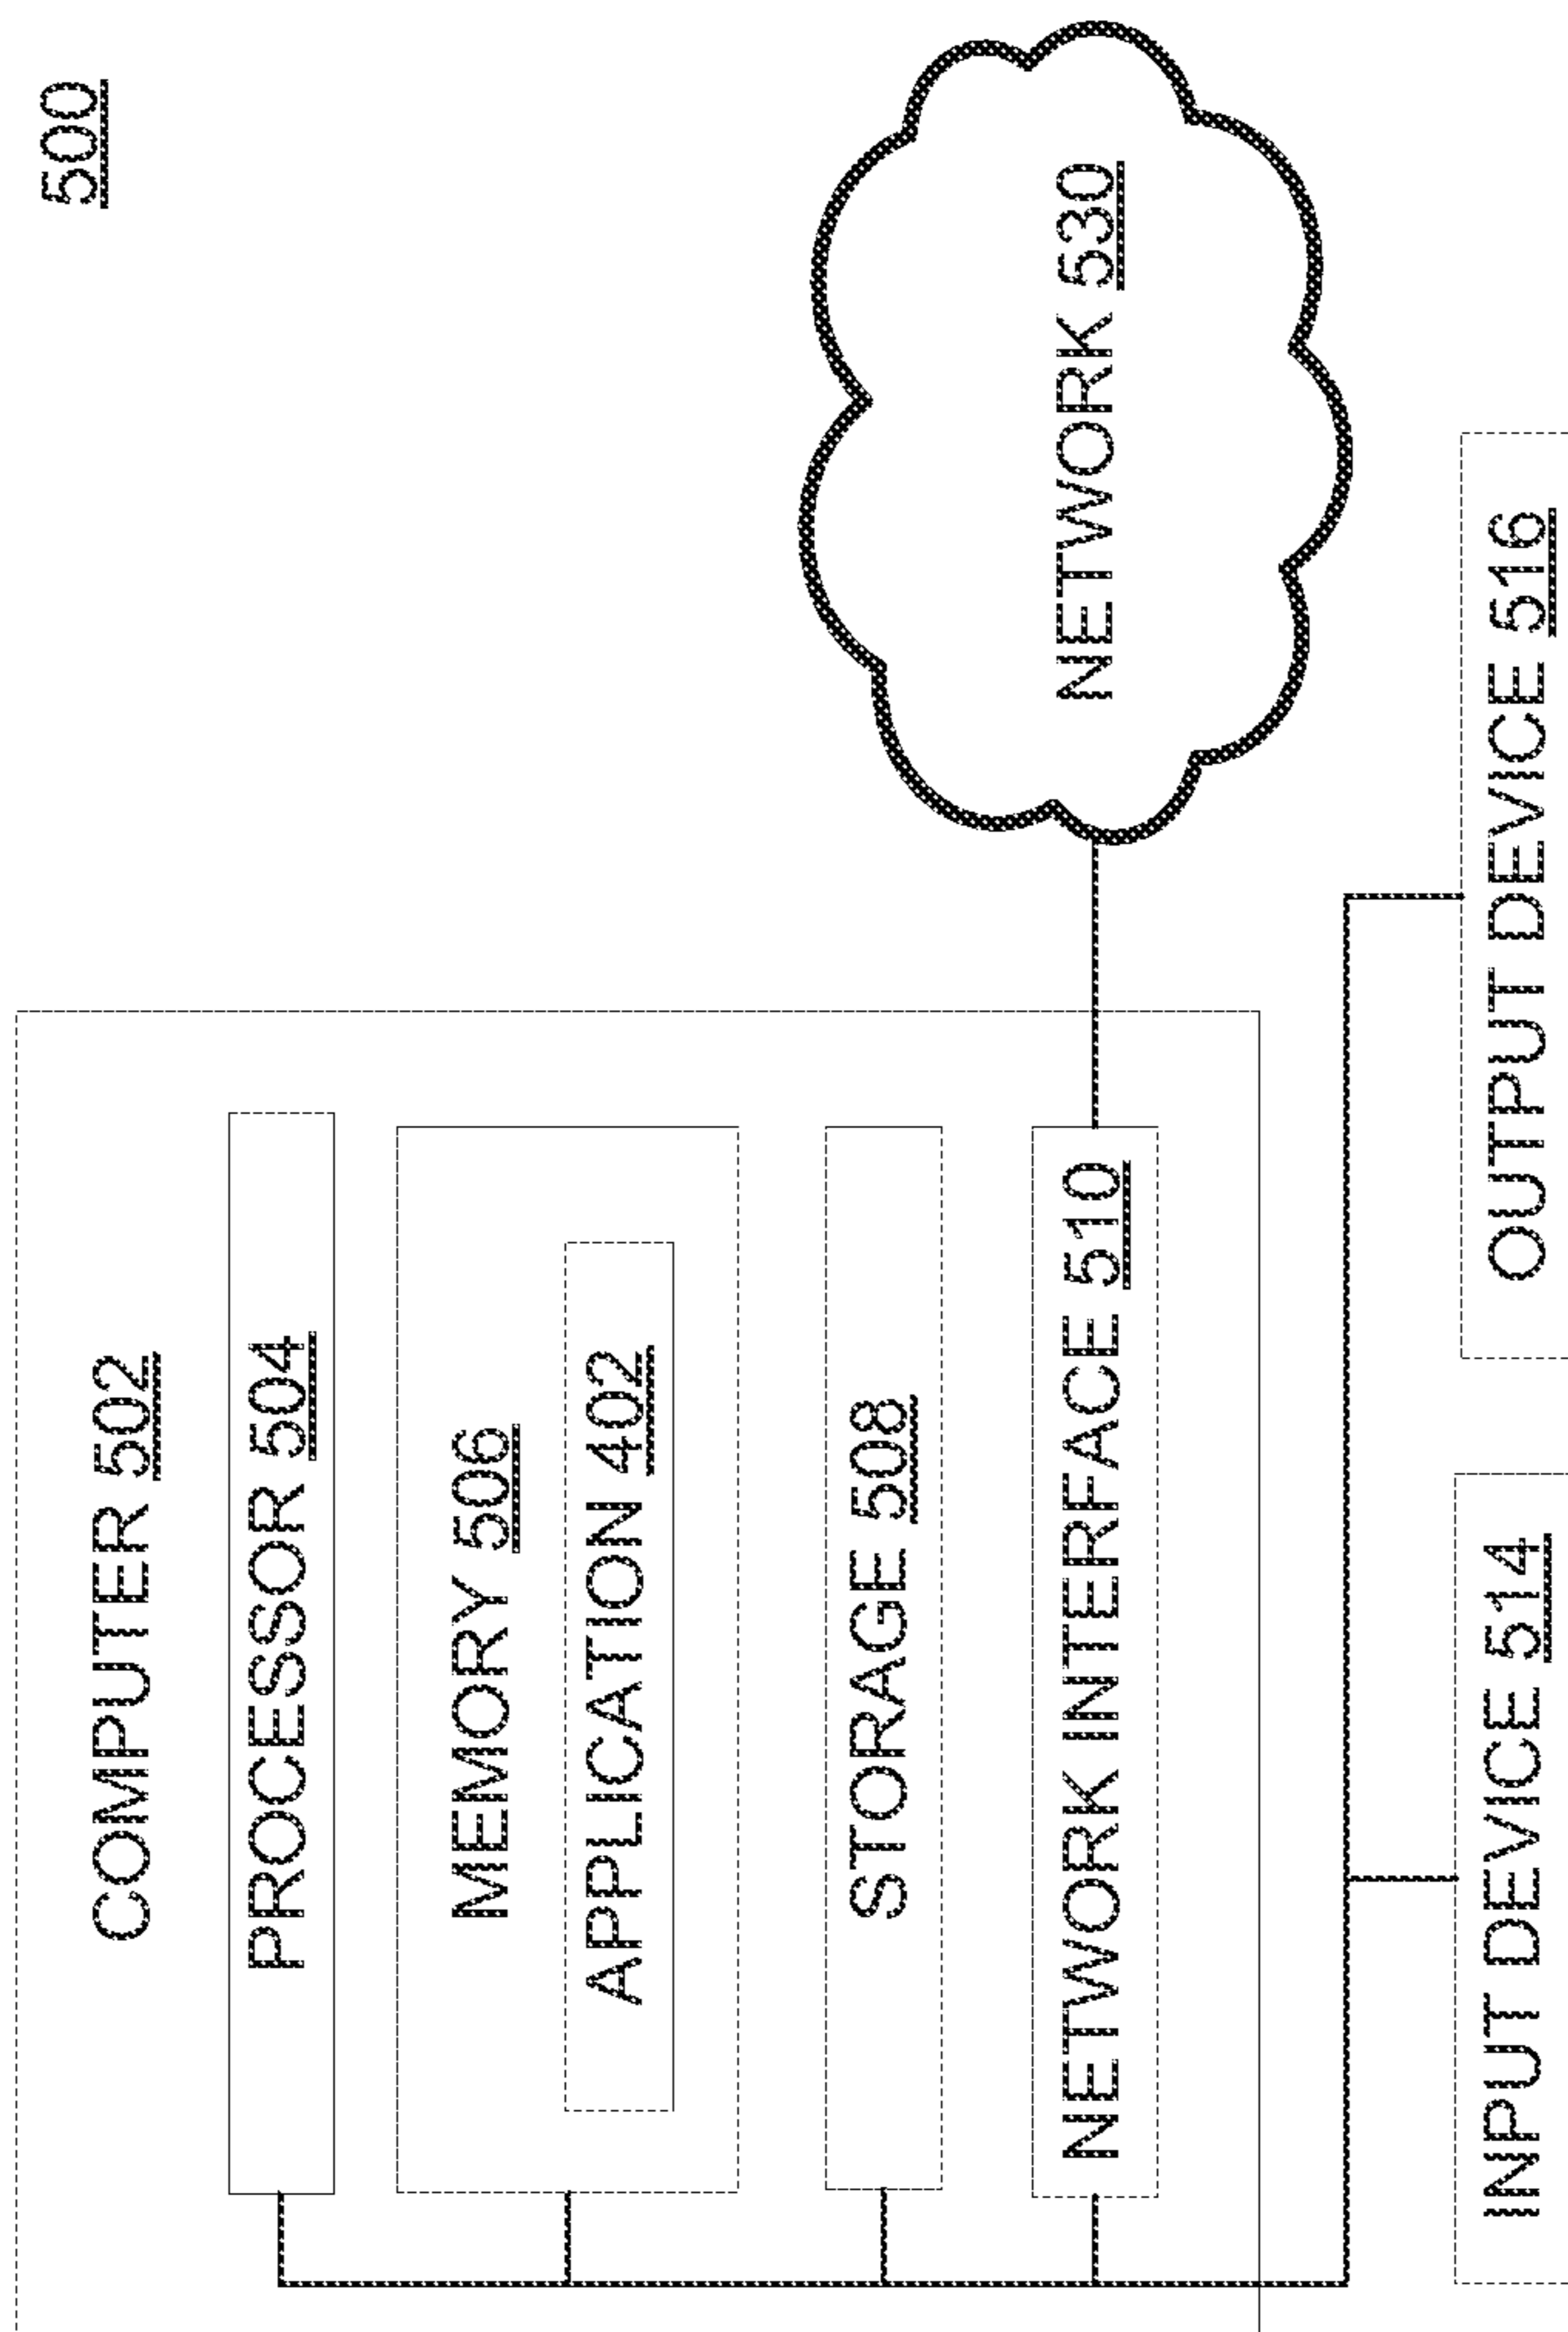 500
COMPUTER 502
PROCESSOR 504
MEMORY 506
APPLICATION 402
STORAGE 508
NETWORK INTERFACE 510
NETWORK 530
INPUT DEVICE 514
OUTPUT DEVICE 516